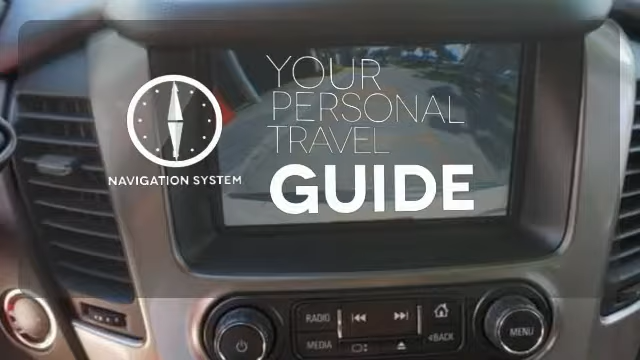 YOUR
PERSONAL
TRAVEL
GUIDE
NAVIGATION SYSTEM
RADIO
MEDIA
BACK
MENU